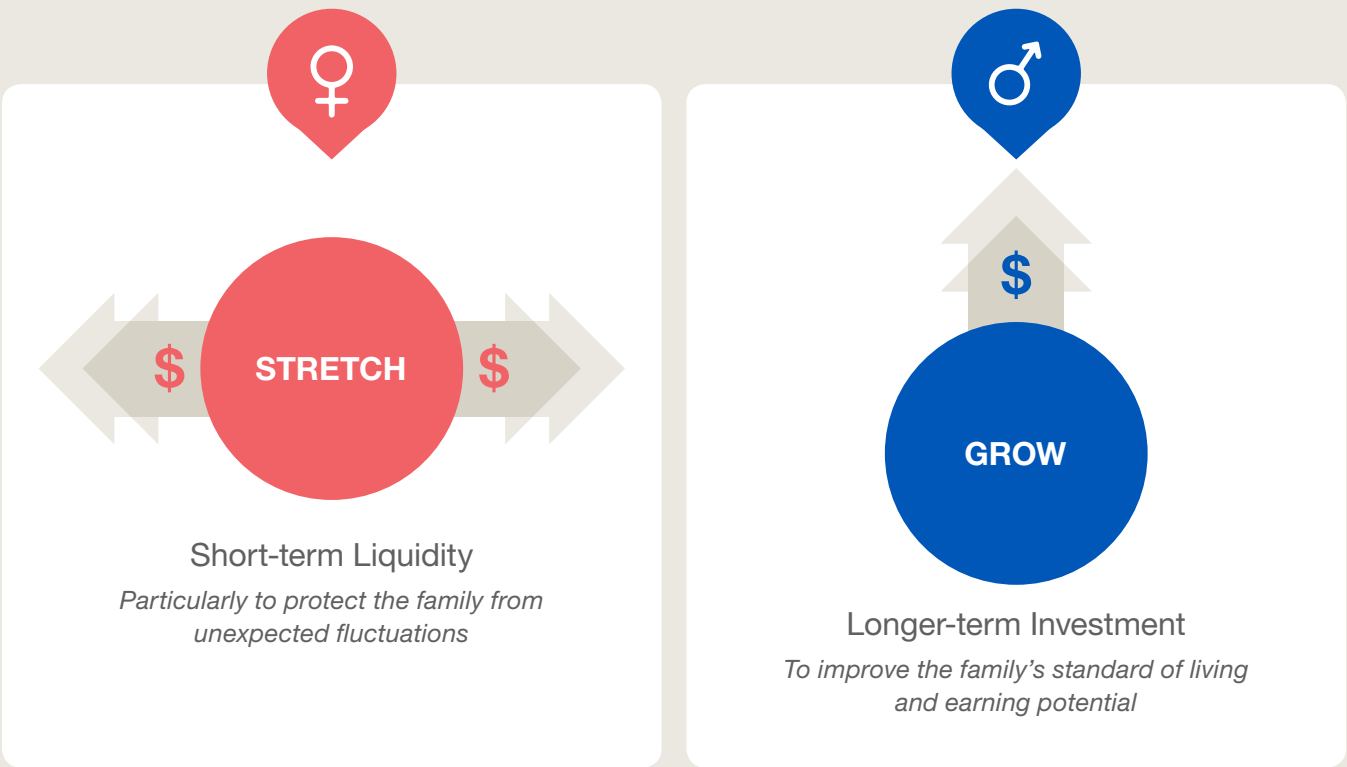 $
STRETCH
$
Short-term Liquidity
Particularly to protect the family from
unexpected fluctuations
$
GROW
Longer-term Investment
To improve the family’s standard of living
and earning potential